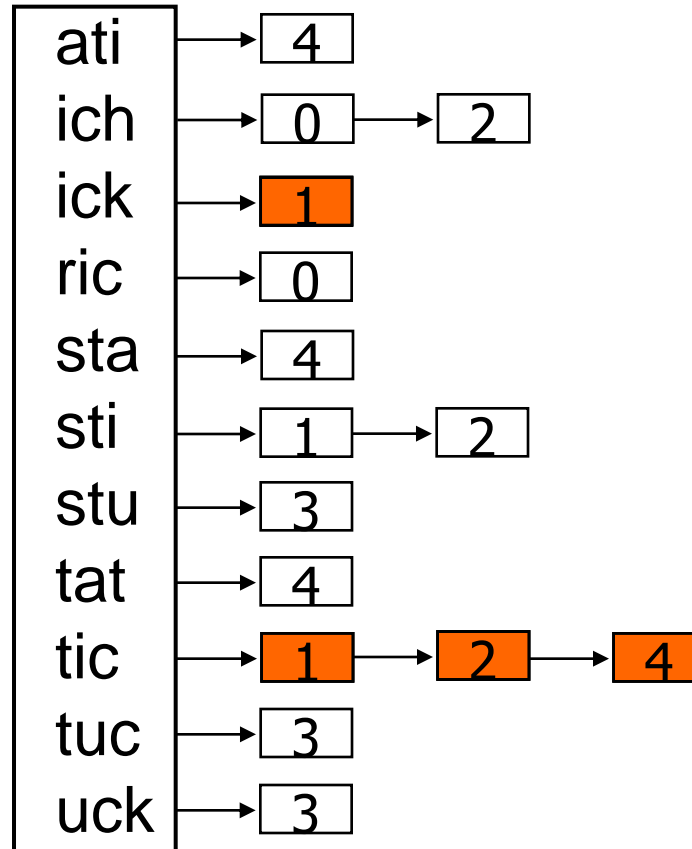 ati 4
ich 0 2
ick 1
ric 0
sta 4
sti 1 2
stu 3
tat 4
tic 1 2 4
tuc 3
uck 3